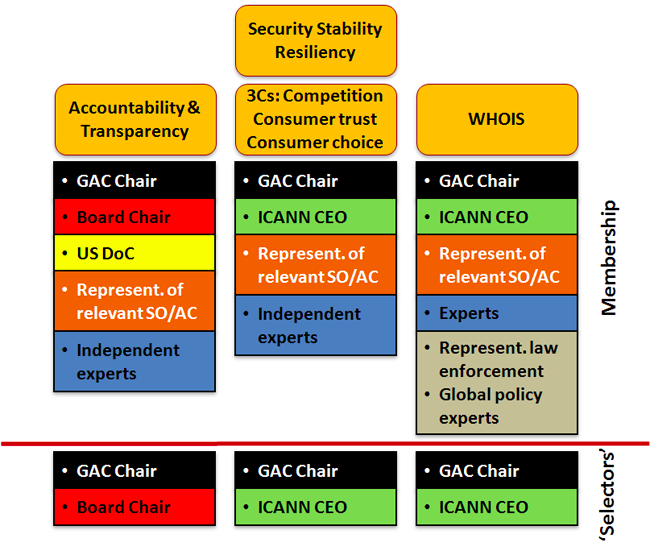 Security Stability
Resiliency
Accountability &
Transparency
3Cs: Competition
Consumer trust
Consumer choice
WHOIS
• GAC Chair
• Board Chair
• US DoC
• Represent. of
relevant SO/AC
• Independent
experts
• GAC Chair
• ICANN CEO
• Represent. of
relevant SO/AC
• Independent
experts
• GAC Chair
• ICANN CEO
• Represent. of
relevant SO/AC
• Experts
• Represent. law
enforcement
• Global policy
experts
Membership
• GAC Chair
• Board Chair
• GAC Chair
• ICANN CEO
• GAC Chair
• ICANN CEO
‘Selectors’